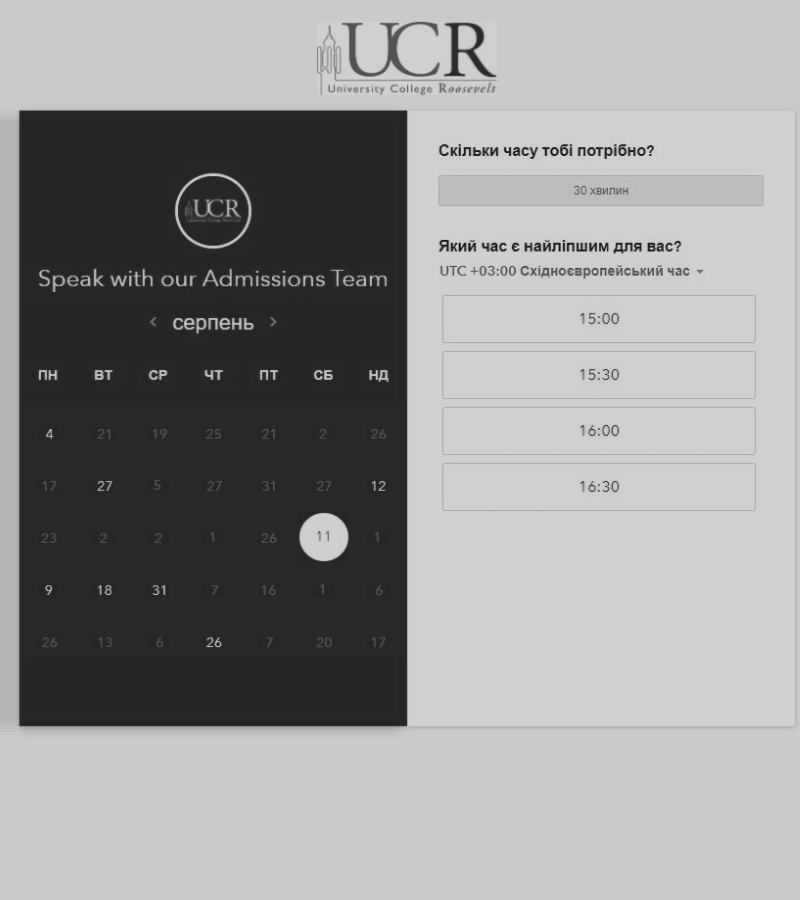 UCR
University College Roosevelt
UCR
Speak with our Admissions Team
серпень
ПН ВТ СР ЧТ ПТ СБ НД
4 21 19 25 21 2 26
17 27 5 27 31 27 12
23 2 2 1 26 11 1
9 18 31 7 16 1 6
26 13 6 26 7 20 17
Скільки часу тобі потрібно?
30 хвилин
Який час є найліпшим для вас?
UTC +03:00 Східноєвропейський час
15:00
15:30
16:00
16:30